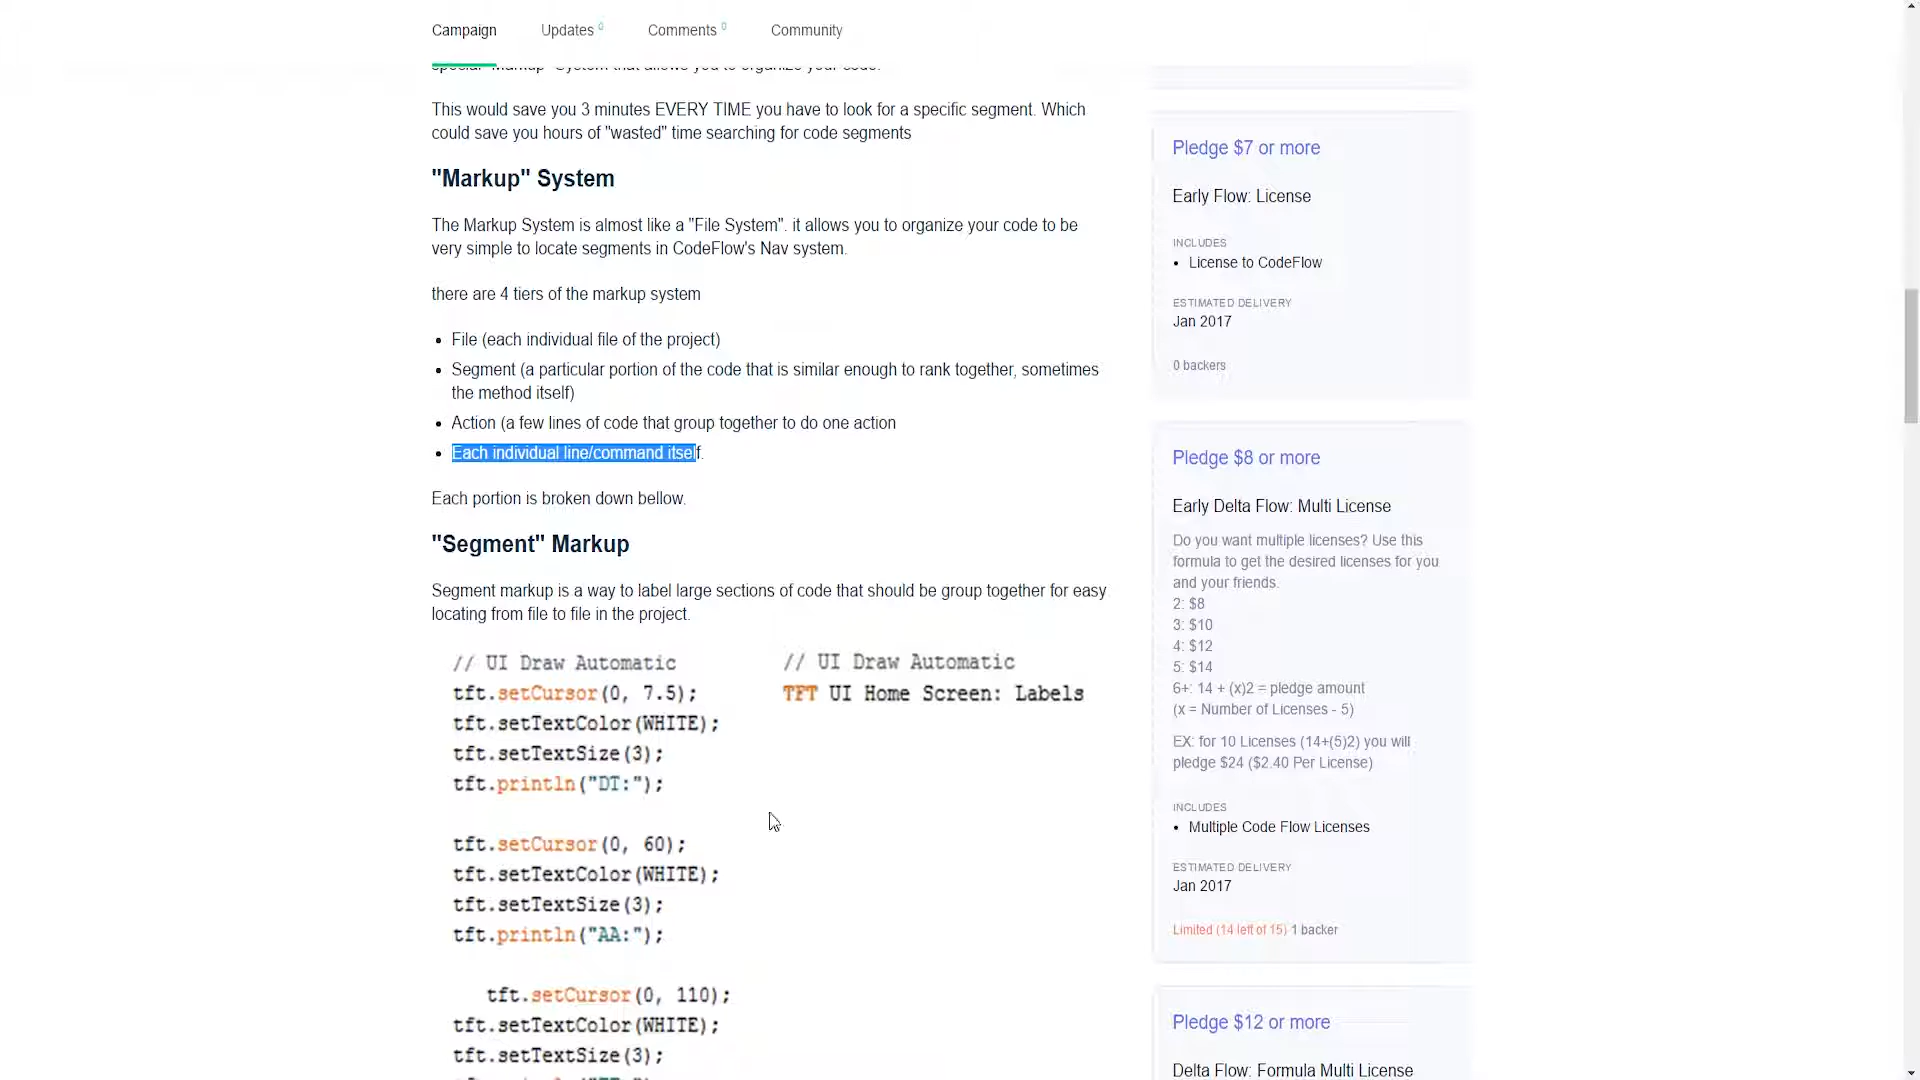 Campaign
Updates 0
Comments 0
Community
special "Markup" System that allows you to organize your code.
This would save you 3 minutes EVERY TIME you have to look for a specific segment. Which
could save you hours of "wasted" time searching for code segments
"Markup" System
The Markup System is almost like a "File System". it allows you to organize your code to be
very simple to locate segments in CodeFlow's Nav system.
there are 4 tiers of the markup system
• File (each individual file of the project)
• Segment (a particular portion of the code that is similar enough to rank together, sometimes
the method itself)
• Action (a few lines of code that group together to do one action
• Each individual line/command itself.
Each portion is broken down bellow.
"Segment" Markup
Segment markup is a way to label large sections of code that should be group together for easy
locating from file to file in the project.
// UI Draw Automatic
tft.setCursor(0, 7.5);
tft.setTextColor(WHITE);
tft.setTextSize(3);
tft.println("DT:");
tft.setCursor(0, 60);
tft.setTextColor(WHITE);
tft.setTextSize(3);
tft.println("AA:");
tft.setCursor(0, 110);
tft.setTextColor(WHITE);
tft.setTextSize(3);
// UI Draw Automatic
TFT UI Home Screen: Labels
Pledge $7 or more
Early Flow: License
INCLUDES
• License to CodeFlow
ESTIMATED DELIVERY
Jan 2017
0 backers
Pledge $8 or more
Early Delta Flow: Multi License
Do you want multiple licenses? Use this
formula to get the desired licenses for you
and your friends.
2: $8
3: $10
4: $12
5: $14
6+: 14 + (x)2 = pledge amount
(x = Number of Licenses - 5)
EX: for 10 Licenses (14+(5)2) you will
pledge $24 ($2.40 Per License)
INCLUDES
• Multiple Code Flow Licenses
ESTIMATED DELIVERY
Jan 2017
Limited (14 left of 15) 1 backer
Pledge $12 or more
Delta Flow: Formula Multi License